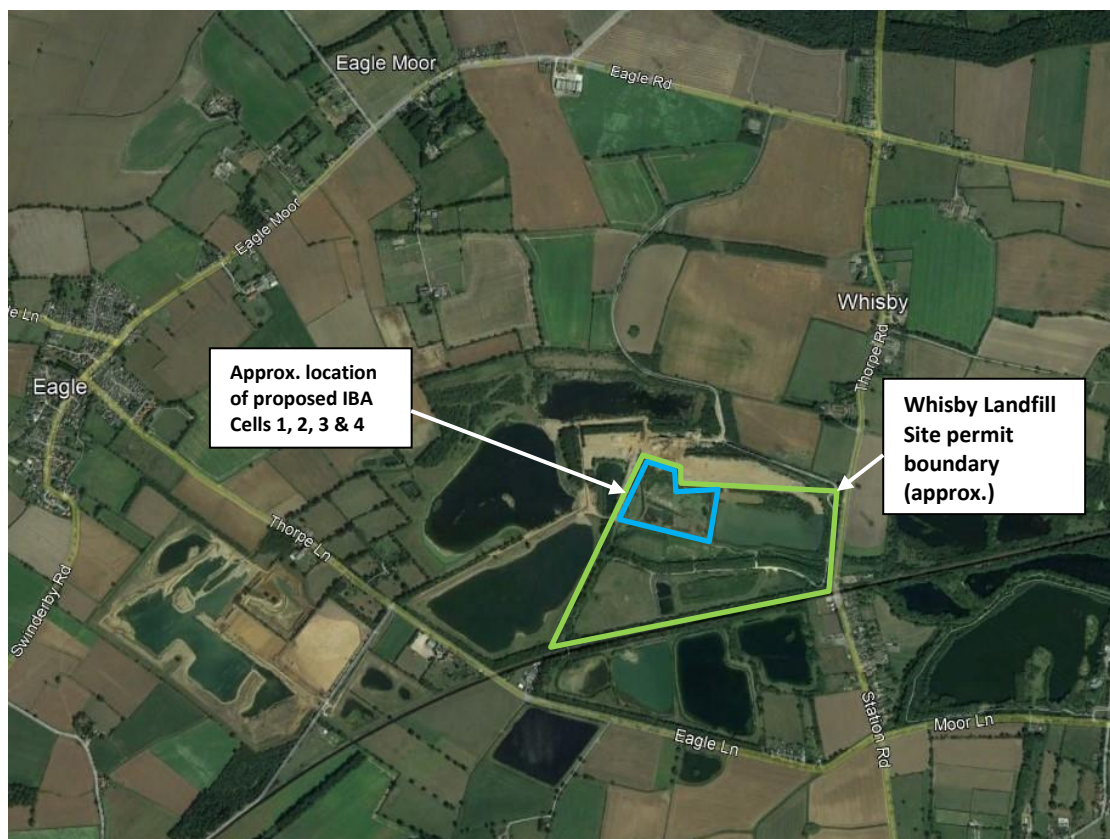 Eagle Moor
Eagle Rd
Eagle Moor
Whisby
Thorpe Rd
le Ln
Eagle
Approx. location
of proposed IBA
Cells 1, 2, 3 & 4
Whisby Landfill
Site permit
boundary
(approx.)
Thorpe Ln
Swinderby Rd
Eagle Ln
Station Rd
Moor Ln